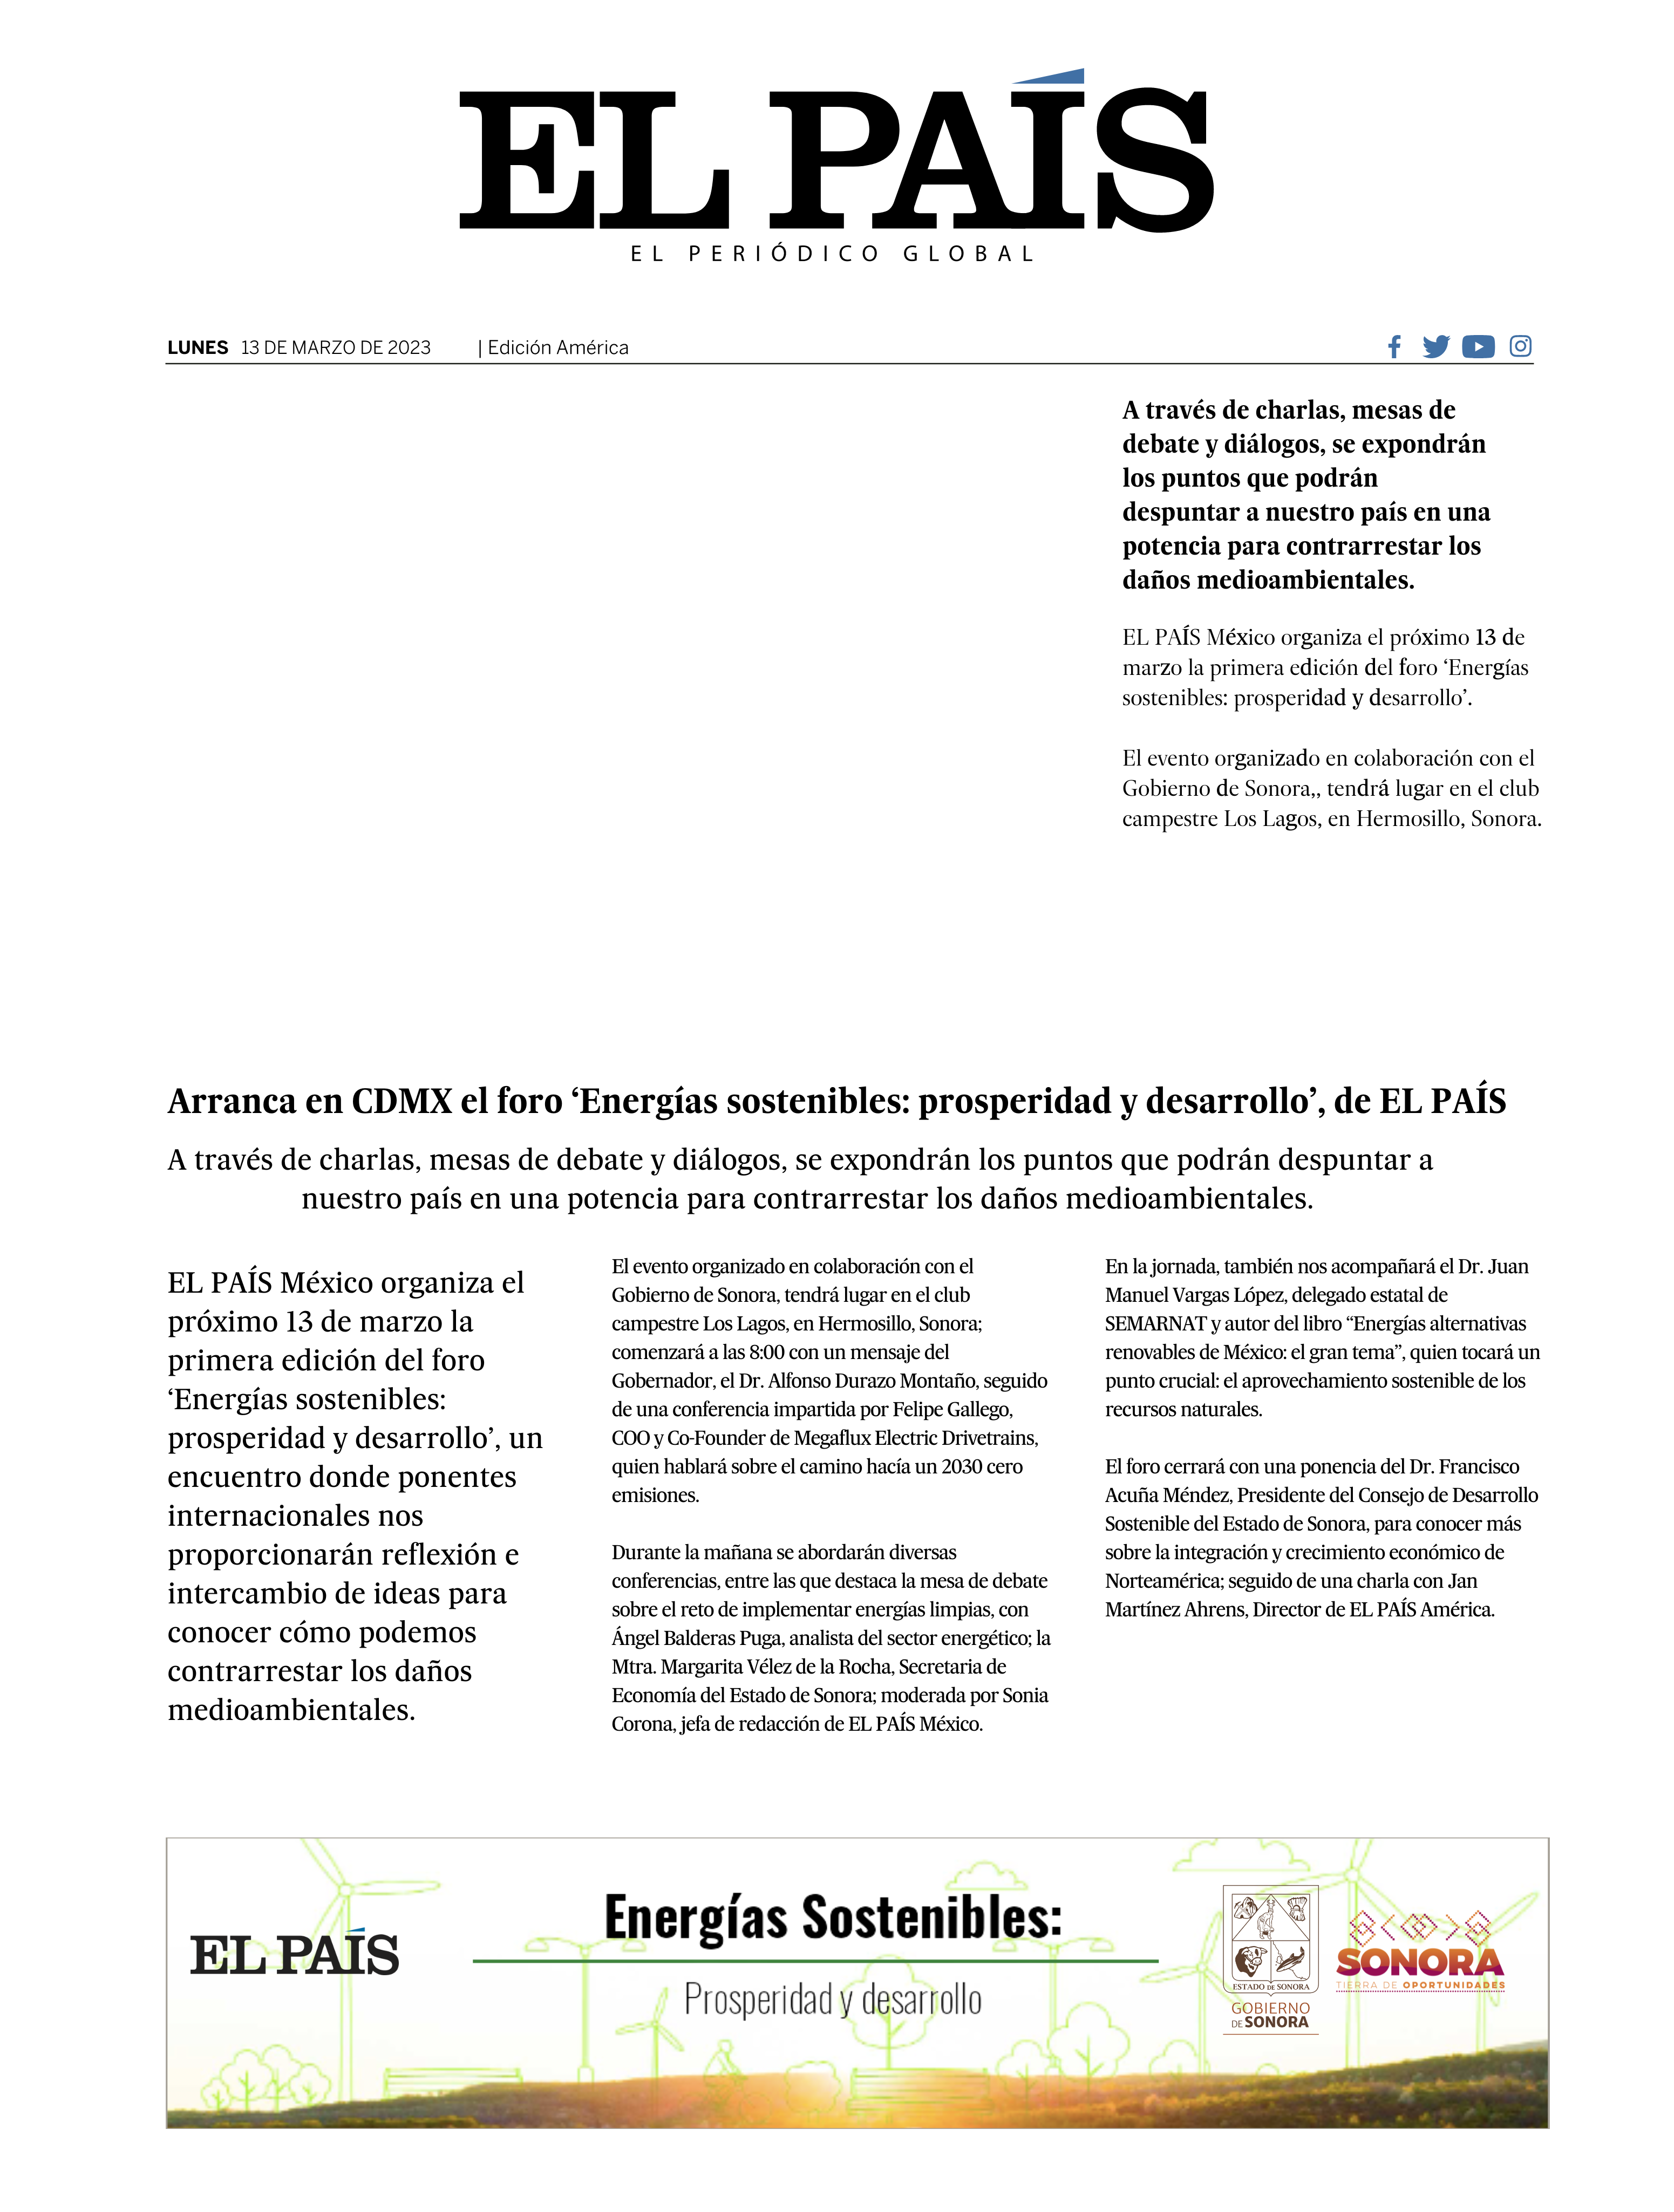 EL PAÍS
EL PERIÓDICO GLOBAL
LUNES 13 DE MARZO DE 2023 | Edición América
A través de charlas, mesas de
debate y diálogos, se expondrán
los puntos que podrán
despuntar a nuestro país en una
potencia para contrarrestar los
daños medioambientales.
EL PAÍS México organiza el próximo 13 de
marzo la primera edición del foro ‘Energías
sostenibles: prosperidad y desarrollo’.
El evento organizado en colaboración con el
Gobierno de Sonora,, tendrá lugar en el club
campestre Los Lagos, en Hermosillo, Sonora.
Arranca en CDMX el foro ‘Energías sostenibles: prosperidad y desarrollo’, de EL PAÍS
A través de charlas, mesas de debate y diálogos, se expondrán los puntos que podrán despuntar a
nuestro país en una potencia para contrarrestar los daños medioambientales.
EL PAÍS México organiza el
próximo 13 de marzo la
primera edición del foro
‘Energías sostenibles:
prosperidad y desarrollo’, un
encuentro donde ponentes
internacionales nos
proporcionarán reflexión e
intercambio de ideas para
conocer cómo podemos
contrarrestar los daños
medioambientales.
El evento organizado en colaboración con el
Gobierno de Sonora, tendrá lugar en el club
campestre Los Lagos, en Hermosillo, Sonora;
comenzará a las 8:00 con un mensaje del
Gobernador, el Dr. Alfonso Durazo Montaño, seguido
de una conferencia impartida por Felipe Gallego,
COO y Co-Founder de Megaflux Electric Drivetrains,
quien hablará sobre el camino hacía un 2030 cero
emisiones.
Durante la mañana se abordarán diversas
conferencias, entre las que destaca la mesa de debate
sobre el reto de implementar energías limpias, con
Ángel Balderas Puga, analista del sector energético; la
Mtra. Margarita Vélez de la Rocha, Secretaria de
Economía del Estado de Sonora; moderada por Sonia
Corona, jefa de redacción de EL PAÍS México.
En la jornada, también nos acompañará el Dr. Juan
Manuel Vargas López, delegado estatal de
SEMARNAT y autor del libro “Energías alternativas
renovables de México: el gran tema”, quien tocará un
punto crucial: el aprovechamiento sostenible de los
recursos naturales.
El foro cerrará con una ponencia del Dr. Francisco
Acuña Méndez, Presidente del Consejo de Desarrollo
Sostenible del Estado de Sonora, para conocer más
sobre la integración y crecimiento económico de
Norteamérica; seguido de una charla con Jan
Martínez Ahrens, Director de EL PAÍS América.
EL PAÍS
Energías Sostenibles:
Prosperidad y desarrollo
ESTADO DE SONORA
GOBIERNO
DE SONORA
SONORA
TIERRA DE OPORTUNIDADES